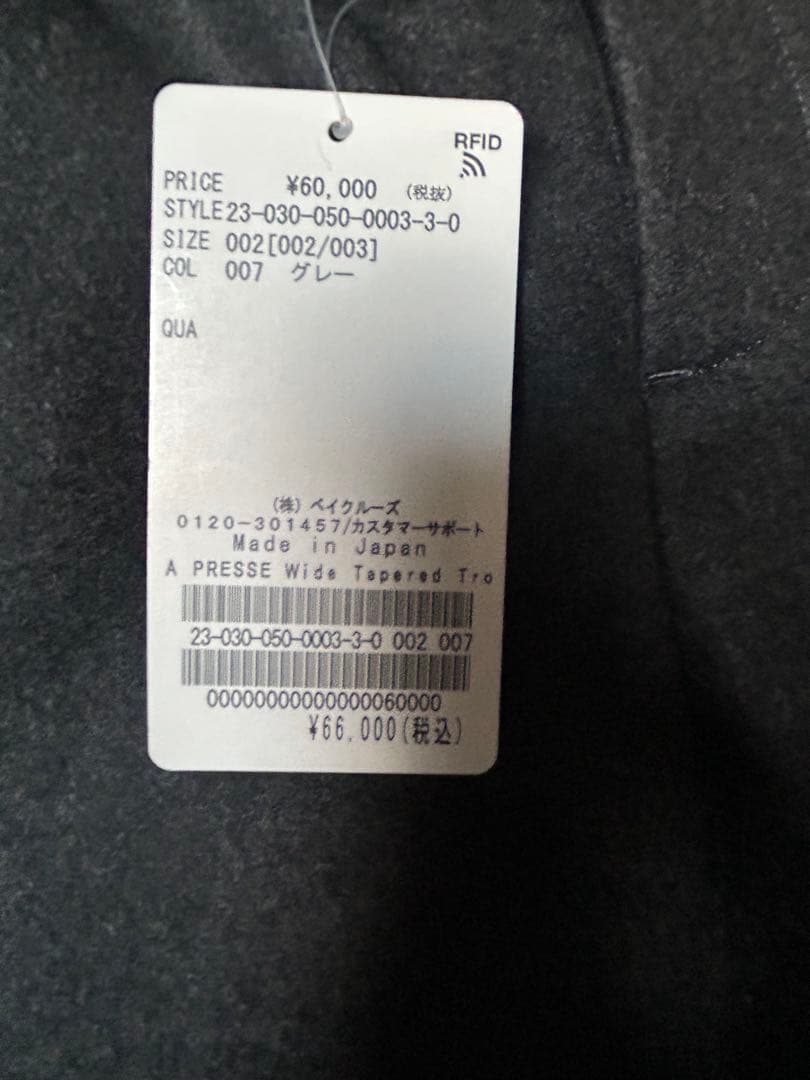 RFID
PRICE ¥60,000 (税抜)
STYLE 23-030-050-0003-3-0
SIZE 002[002/003]
COL 007 グレー
QUA
(株) ベイクルーズ
0120-301457/カスタマーサポート
Made in Japan
A PRESSE Wide Tapered Tro
23-030-050-0003-3-0 002 007
00000000000000060000
¥66,000(税込)